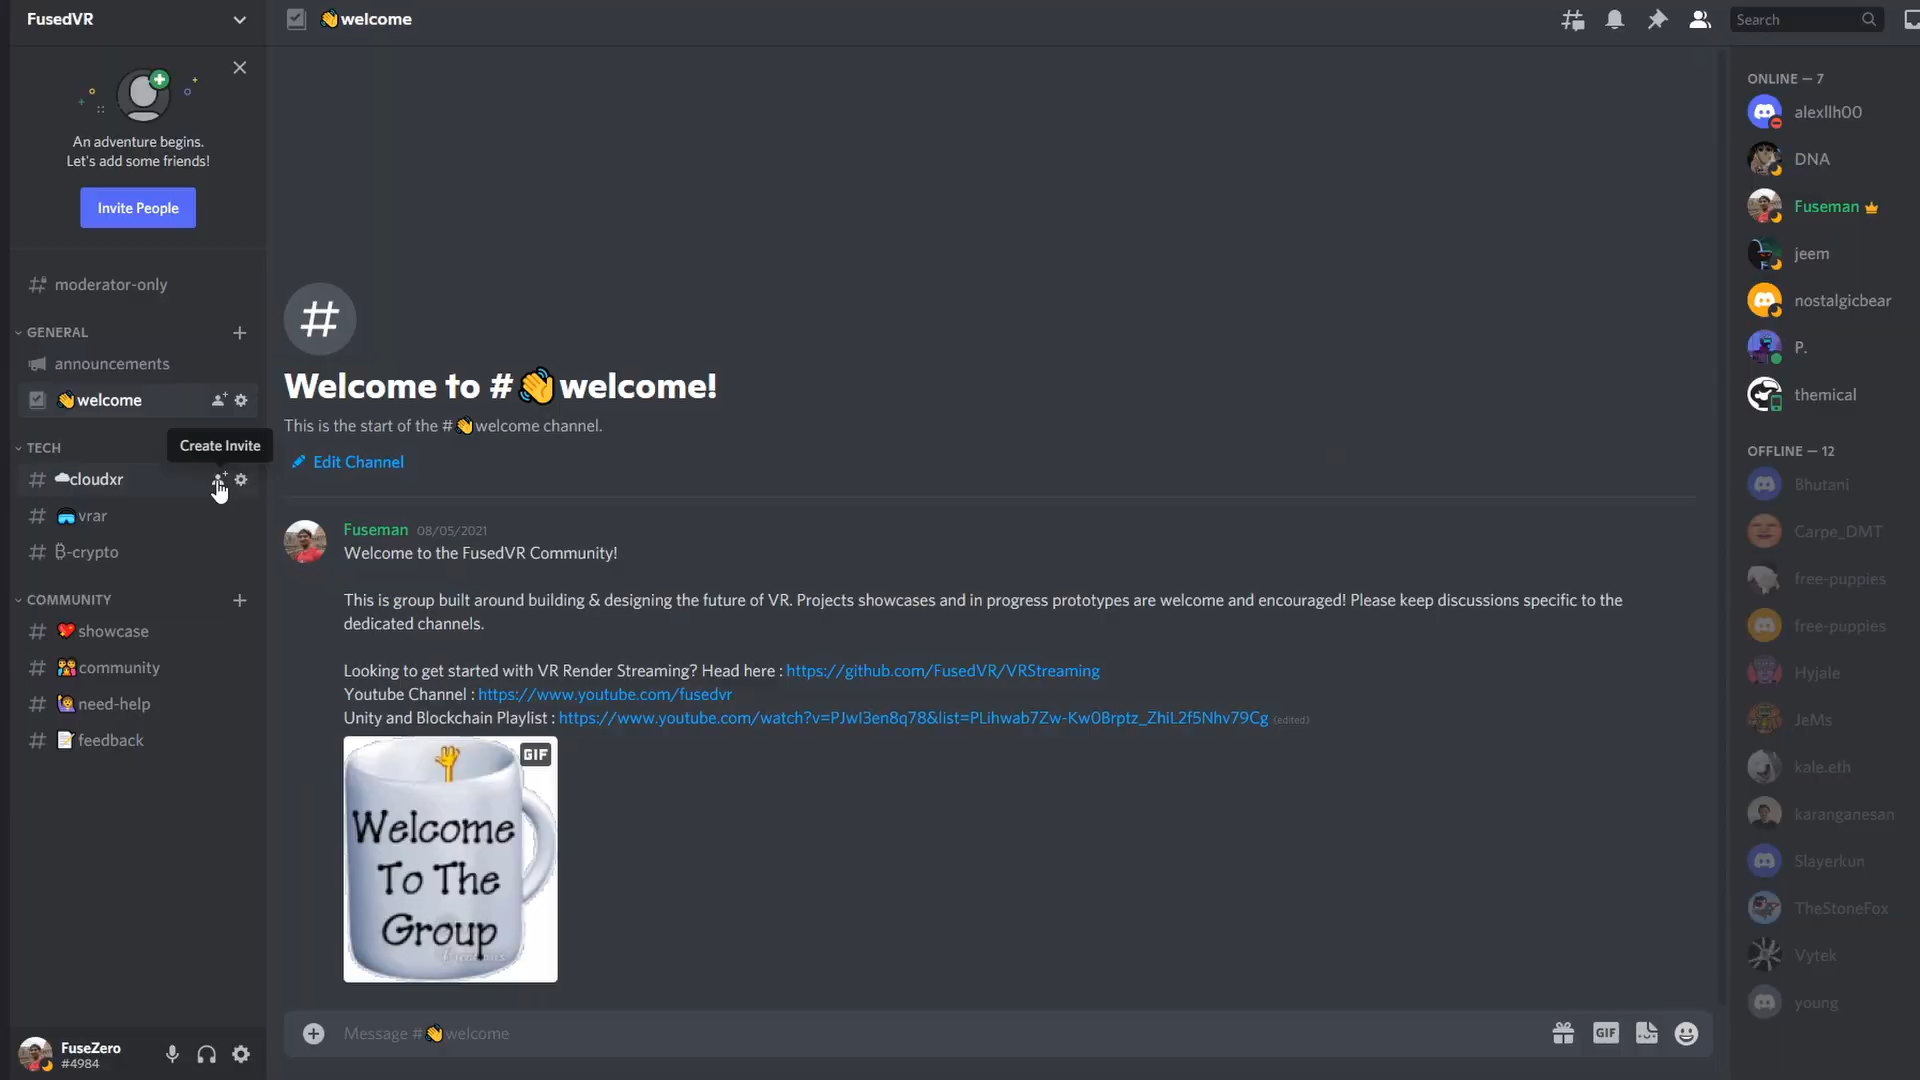 FusedVR
An adventure begins.
Let's add some friends!
Invite People
moderator-only
GENERAL
announcements
👋welcome
TECH
Create Invite
☁cloudxr
🥽vrar
₿-crypto
COMMUNITY
💖showcase
👨‍👩‍👧‍👦community
🙋need-help
📝feedback
FuseZero
#4984
👋welcome
Search
Welcome to #👋welcome!
This is the start of the #👋welcome channel.
Edit Channel
Fuseman 08/05/2021
Welcome to the FusedVR Community!
This is group built around building & designing the future of VR. Projects showcases and in progress prototypes are welcome and encouraged! Please keep discussions specific to the
dedicated channels.
Looking to get started with VR Render Streaming? Head here : https://github.com/FusedVR/VRStreaming
Youtube Channel : https://www.youtube.com/fusedvr
Unity and Blockchain Playlist : https://www.youtube.com/watch?v=PJwI3en8q78&list=PLihwab7Zw-Kw0Brptz_ZhiL2f5Nhv79Cg (edited)
GIF
Welcome
To The
Group
Message #👋welcome
GIF
ONLINE — 7
alexllh00
DNA
Fuseman
jeem
nostalgicbear
P.
themical
OFFLINE — 12
Bhutani
Carpe_DMT
free-puppies
free-puppies
Hyjale
JeMs
kale.eth
karanganesan
Slayerkun
TheStoneFox
Vytek
young